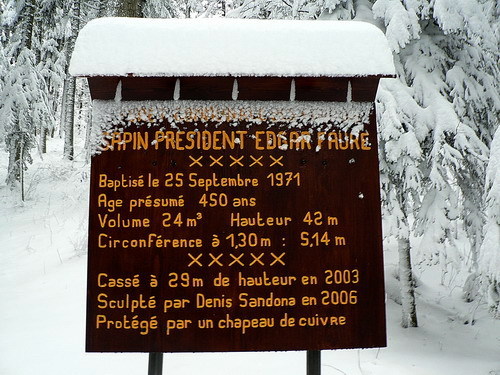 SAPIN PRÉSIDENT EDGAR FAURE
XXXXX
Baptisé le 25 Septembre 1971
Age présumé 450 ans
Volume 24 m³ Hauteur 42 m
Circonférence à 1,30 m : 5,14 m
XXXXX
Cassé à 29 m de hauteur en 2003
Sculpté par Denis Sandona en 2006
Protégé par un chapeau de cuivre